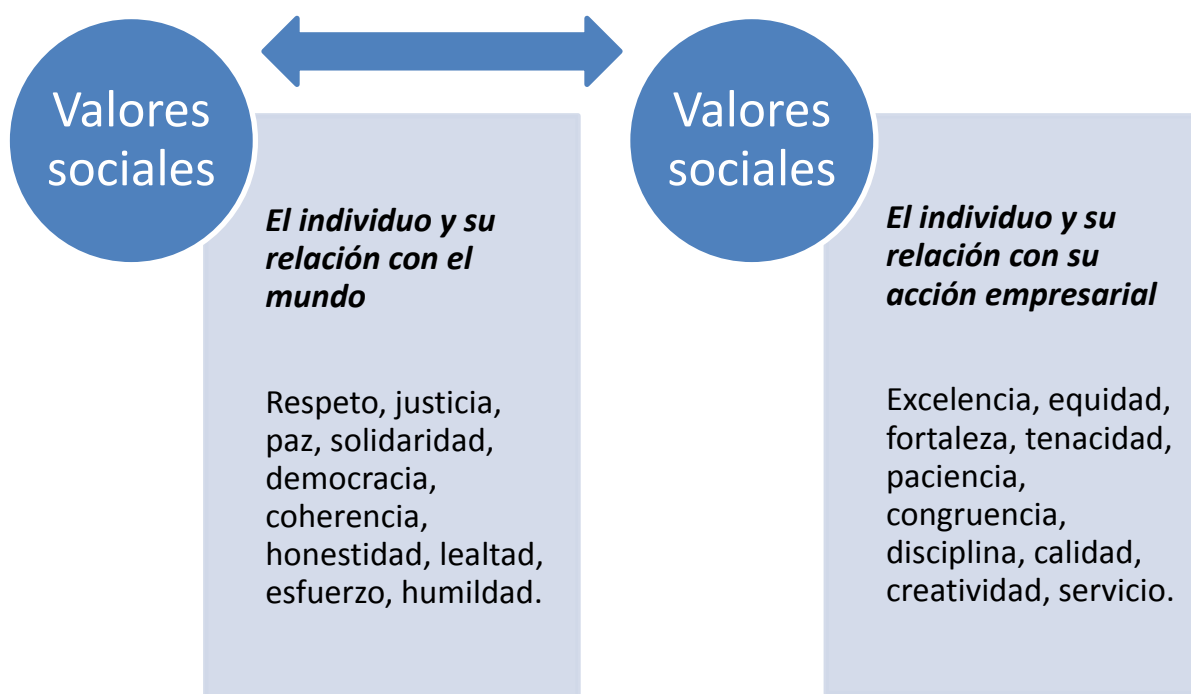 Valores
sociales
El individuo y su
relación con el
mundo
Respeto, justicia,
paz, solidaridad,
democracia,
coherencia,
honestidad, lealtad,
esfuerzo, humildad.
Valores
sociales
El individuo y su
relación con su
acción empresarial
Excelencia, equidad,
fortaleza, tenacidad,
paciencia,
congruencia,
disciplina, calidad,
creatividad, servicio.